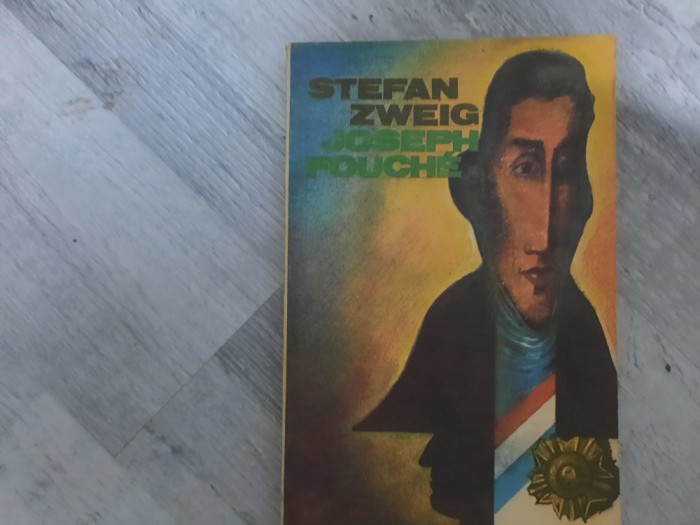 STEFAN
ZWEIG
JOSEPH
FOUCHÉ